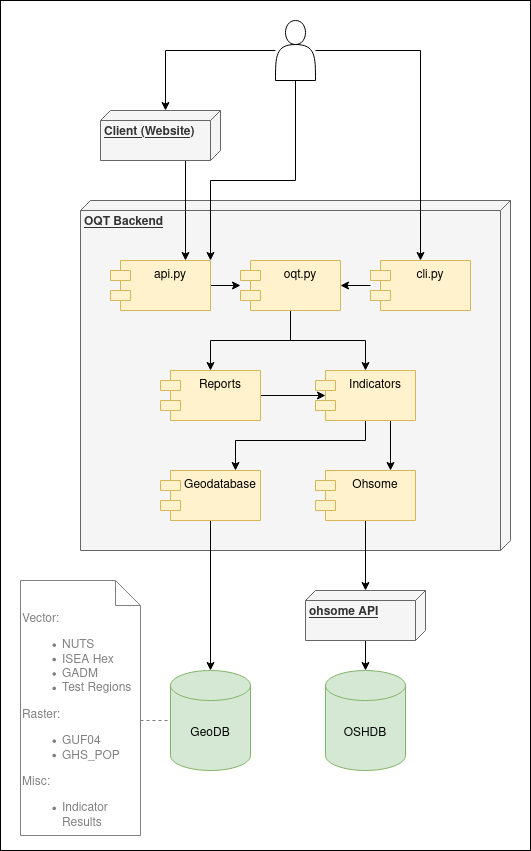 Client (Website)
OQT Backend
api.py
oqt.py
cli.py
Reports
Indicators
Geodatabase
Ohsome
ohsome API
Vector:
NUTS
ISEA Hex
GADM
Test Regions
Raster:
GUF04
GHS_POP
Misc:
Indicator
Results
GeoDB
OSHDB